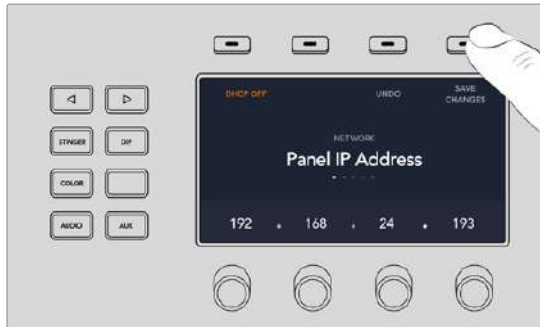 DHCP OFF UNDO SAVE CHANGES
NETWORK
Panel IP Address
192 . 168 . 24 . 193
STINGER DIP
COLOR
AUDIO AUX